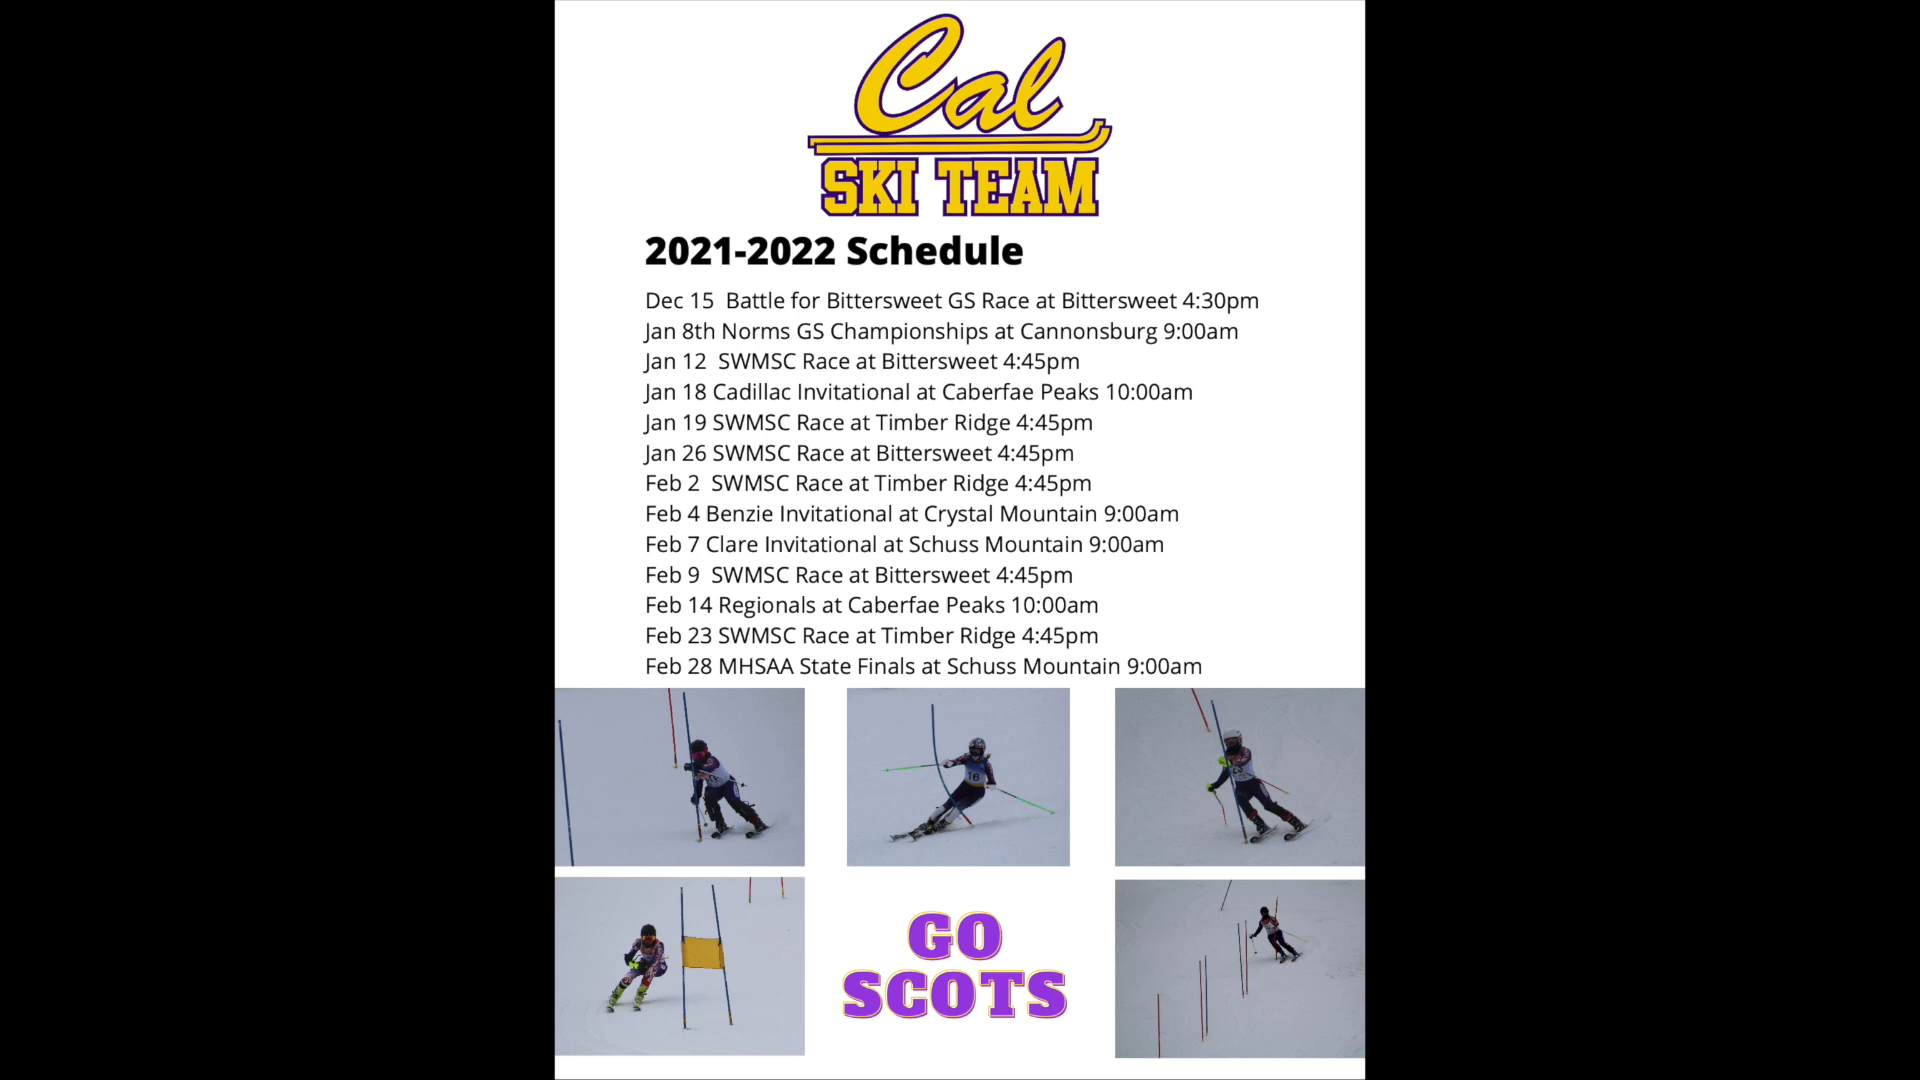 Cal
SKI TEAM
2021-2022 Schedule
Dec 15  Battle for Bittersweet GS Race at Bittersweet 4:30pm
Jan 8th Norms GS Championships at Cannonsburg 9:00am
Jan 12  SWMSC Race at Bittersweet 4:45pm
Jan 18 Cadillac Invitational at Caberfae Peaks 10:00am
Jan 19 SWMSC Race at Timber Ridge 4:45pm
Jan 26 SWMSC Race at Bittersweet 4:45pm
Feb 2  SWMSC Race at Timber Ridge 4:45pm
Feb 4 Benzie Invitational at Crystal Mountain 9:00am
Feb 7 Clare Invitational at Schuss Mountain 9:00am
Feb 9  SWMSC Race at Bittersweet 4:45pm
Feb 14 Regionals at Caberfae Peaks 10:00am
Feb 23 SWMSC Race at Timber Ridge 4:45pm
Feb 28 MHSAA State Finals at Schuss Mountain 9:00am
16
GO
SCOTS